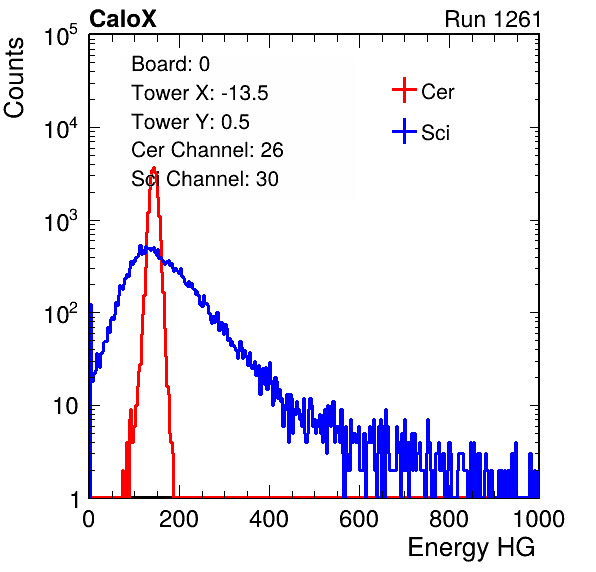 CaloX Run 1261
10^5
Counts
Board: 0
Tower X: -13.5
Tower Y: 0.5
Cer Channel: 26
Sci Channel: 30
Cer
Sci
10^4
10^3
10^2
10
1
0 200 400 600 800 1000
Energy HG